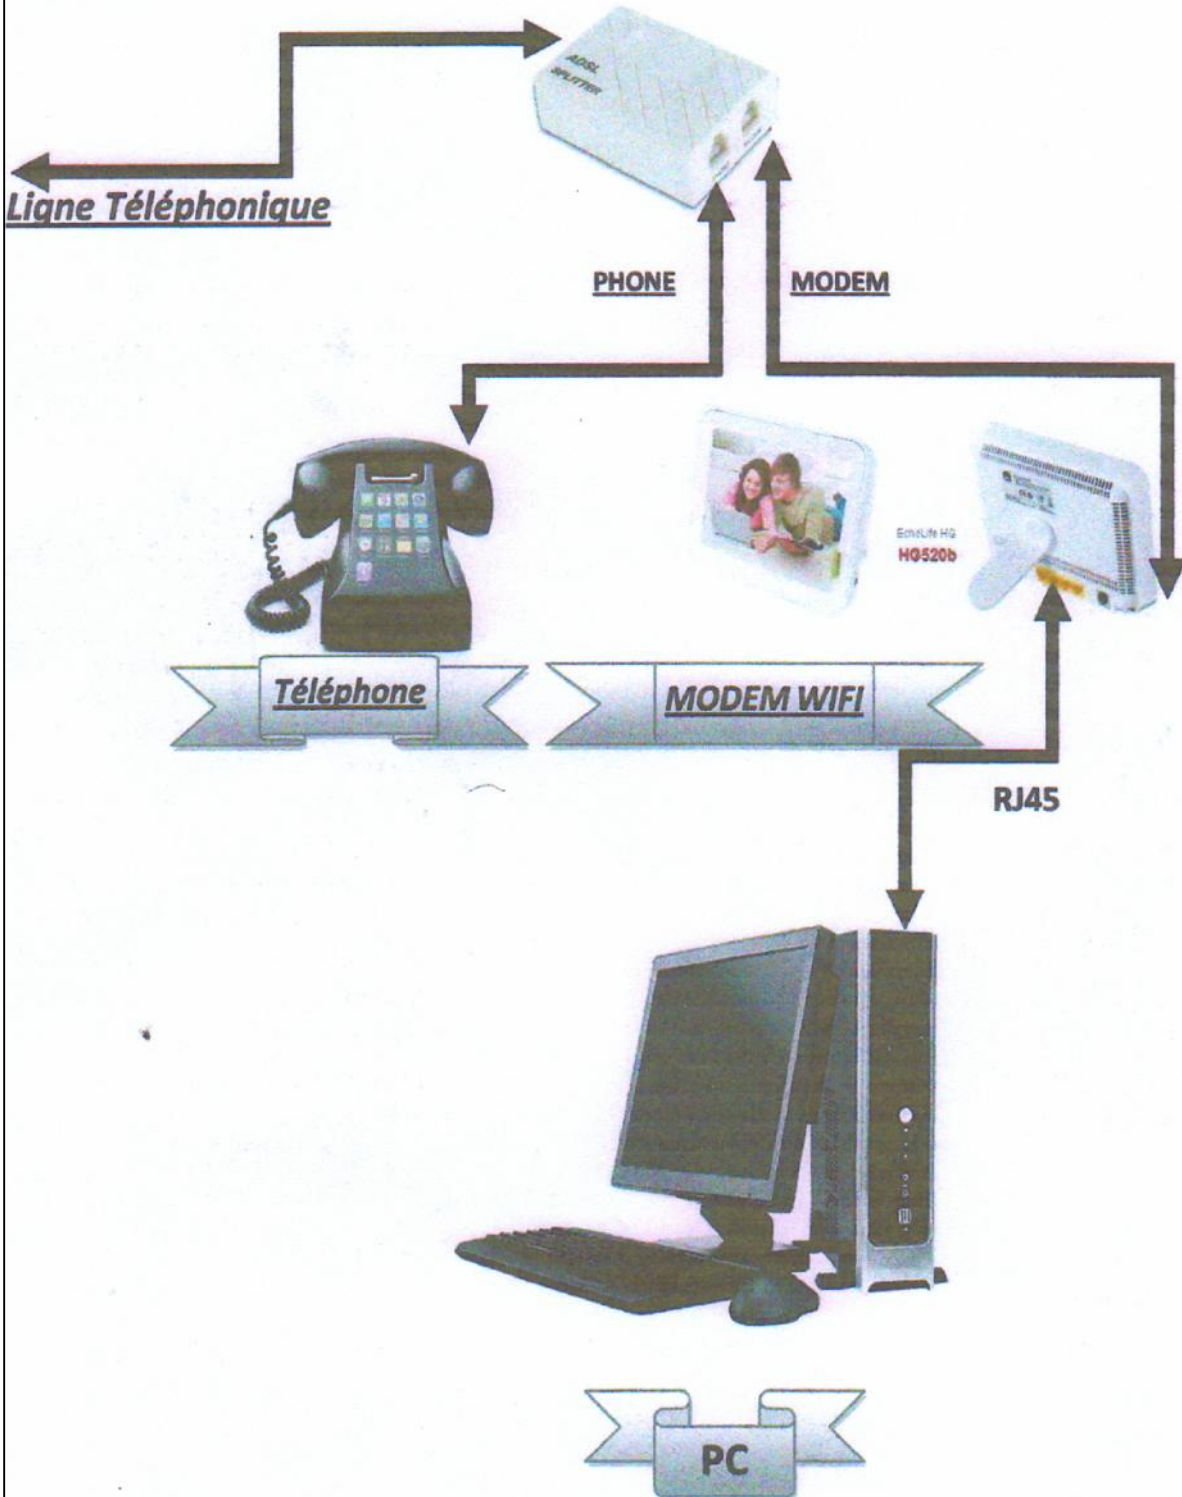 ADSL
SPLITTER
Ligne Téléphonique
PHONE
MODEM
EchoLife HG
HG520b
Téléphone
MODEM WIFI
RJ45
PC